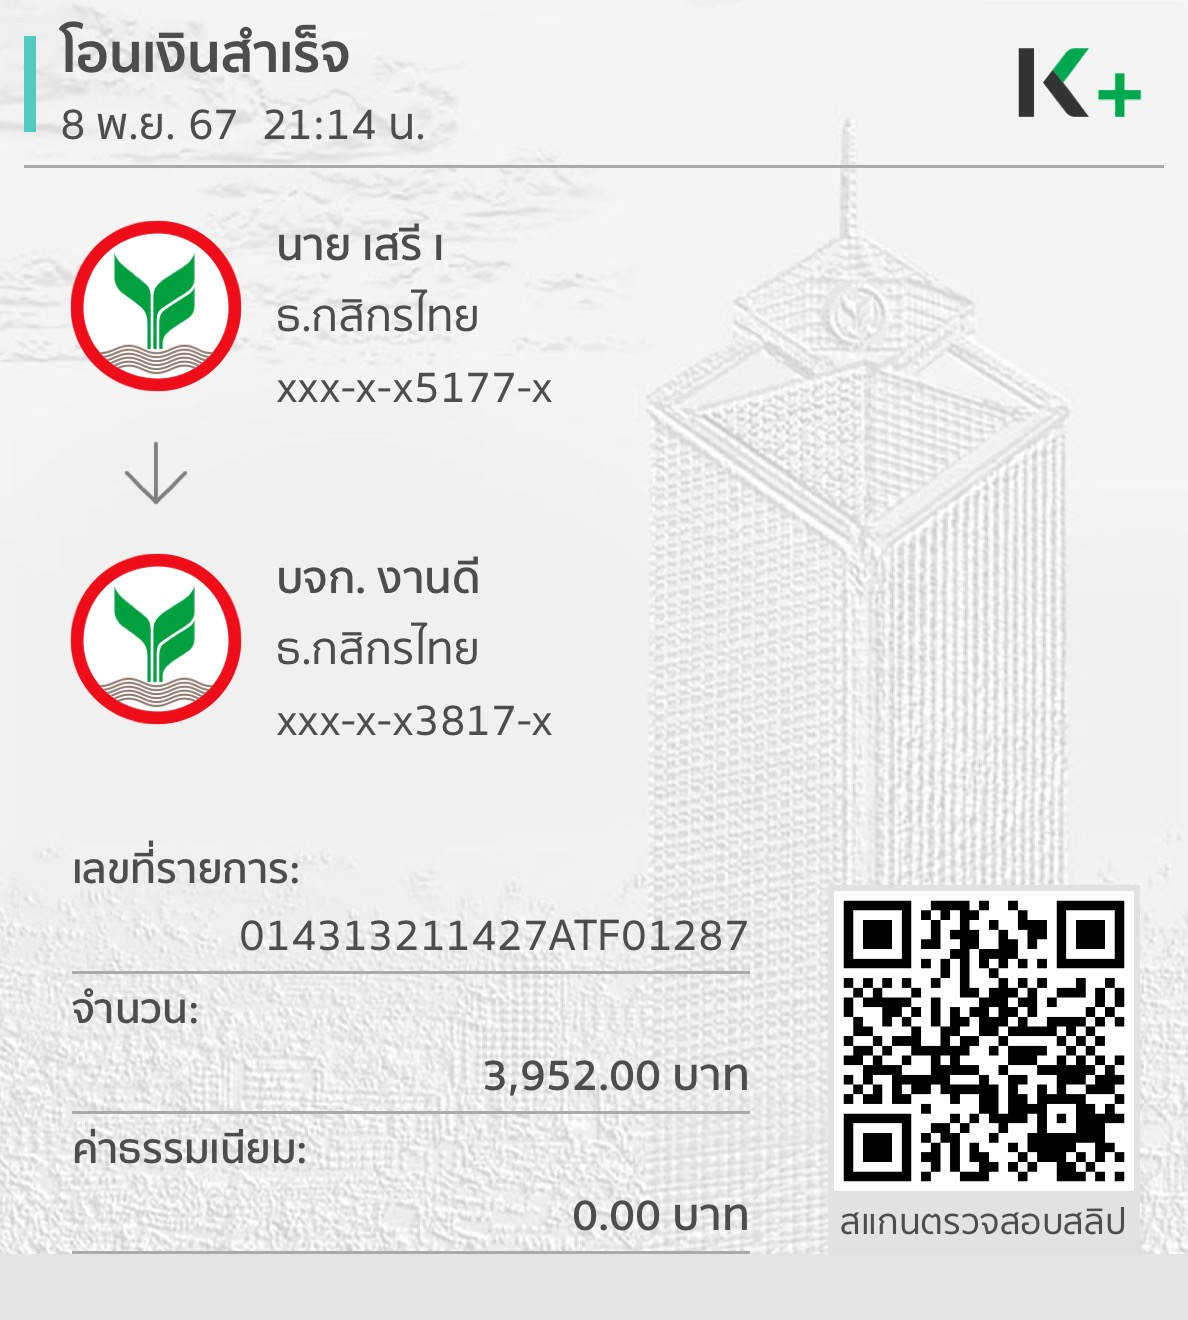 โอนเงินสำเร็จ
8 พ.ย. 67 21:14 น.
K+
นาย เสรี เ
ธ.กสิกรไทย
xxx-x-x5177-x
บจก. งานดี
ธ.กสิกรไทย
xxx-x-x3817-x
เลขที่รายการ:
014313211427ATF01287
จำนวน:
3,952.00 บาท
ค่าธรรมเนียม:
0.00 บาท
สแกนตรวจสอบสลิป